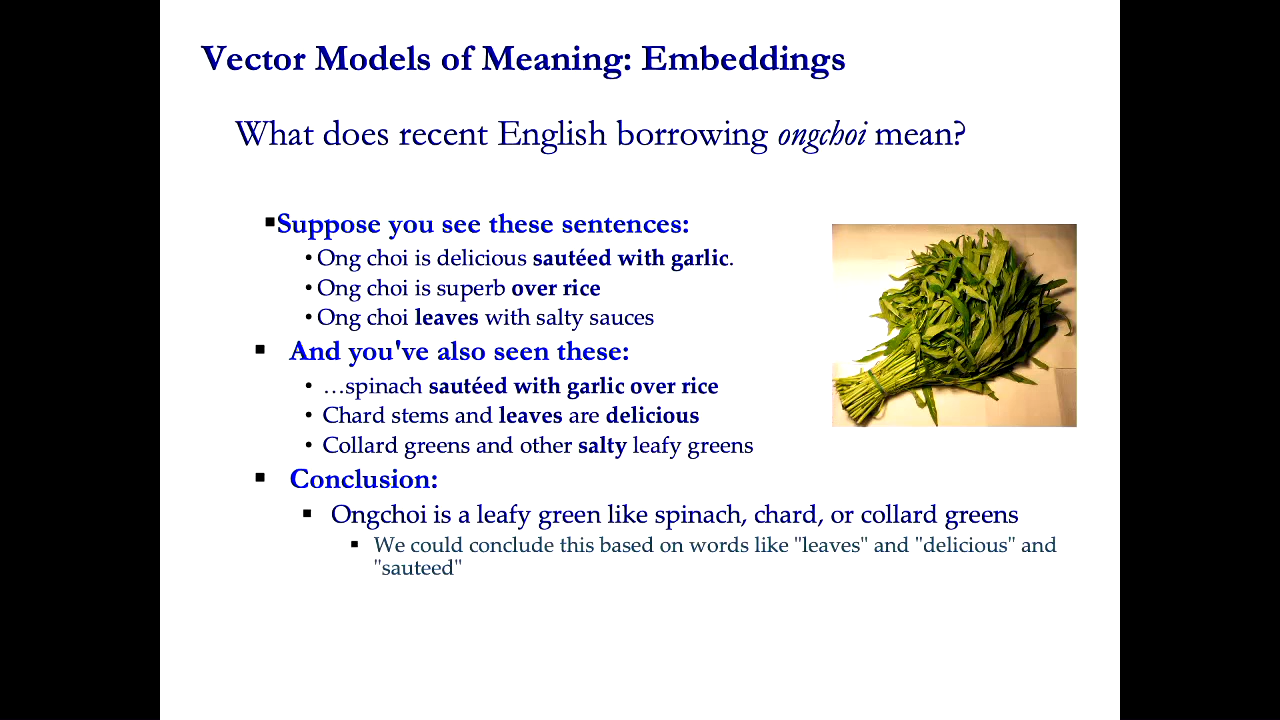 Vector Models of Meaning: Embeddings
What does recent English borrowing ongchoi mean?
▪Suppose you see these sentences:
• Ong choi is delicious sautéed with garlic.
• Ong choi is superb over rice
• Ong choi leaves with salty sauces
▪ And you've also seen these:
• …spinach sautéed with garlic over rice
• Chard stems and leaves are delicious
• Collard greens and other salty leafy greens
▪ Conclusion:
▪ Ongchoi is a leafy green like spinach, chard, or collard greens
▪ We could conclude this based on words like "leaves" and "delicious" and
"sauteed"